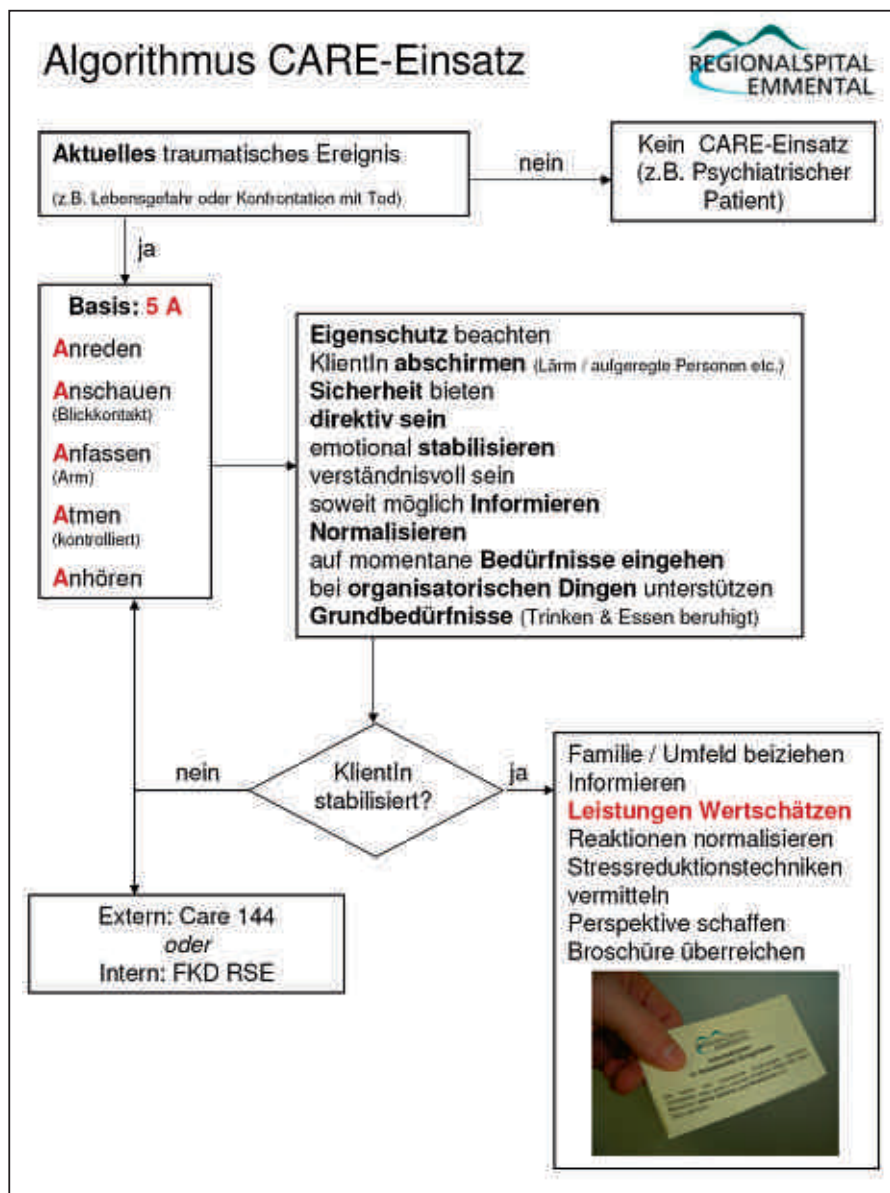 Algorithmus CARE-Einsatz
REGIONALSPITAL
EMMENTAL
Aktuelles traumatisches Ereignis
(z.B. Lebensgefahr oder Konfrontation mit Tod)
nein
Kein CARE-Einsatz
(z.B. Psychiatrischer
Patient)
ja
Basis: 5 A
Anreden
Anschauen
(Blickkontakt)
Anfassen
(Arm)
Atmen
(kontrolliert)
Anhören
Eigenschutz beachten
KlientIn abschirmen (Lärm / aufgeregte Personen etc.)
Sicherheit bieten
direktiv sein
emotional stabilisieren
verständnisvoll sein
soweit möglich Informieren
Normalisieren
auf momentane Bedürfnisse eingehen
bei organisatorischen Dingen unterstützen
Grundbedürfnisse (Trinken & Essen beruhigt)
nein
KlientIn
stabilisiert?
ja
Familie / Umfeld beiziehen
Informieren
Leistungen Wertschätzen
Reaktionen normalisieren
Stressreduktionstechniken
vermitteln
Perspektive schaffen
Broschüre überreichen
Extern: Care 144
oder
Intern: FKD RSE
REGIONALSPITAL
EMMENTAL